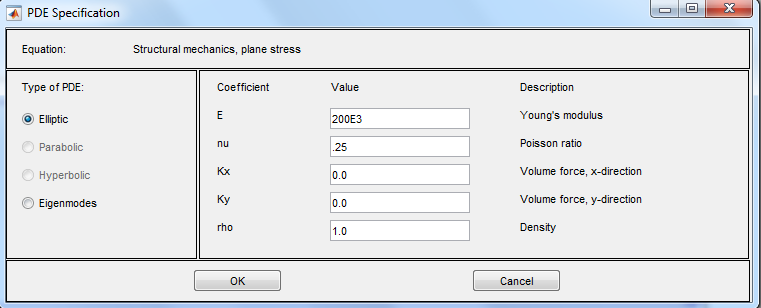 PDE Specification
Equation: Structural mechanics, plane stress
Type of PDE:
Elliptic
Parabolic
Hyperbolic
Eigenmodes
Coefficient Value Description
E 200E3 Young's modulus
nu .25 Poisson ratio
Kx 0.0 Volume force, x-direction
Ky 0.0 Volume force, y-direction
rho 1.0 Density
OK Cancel